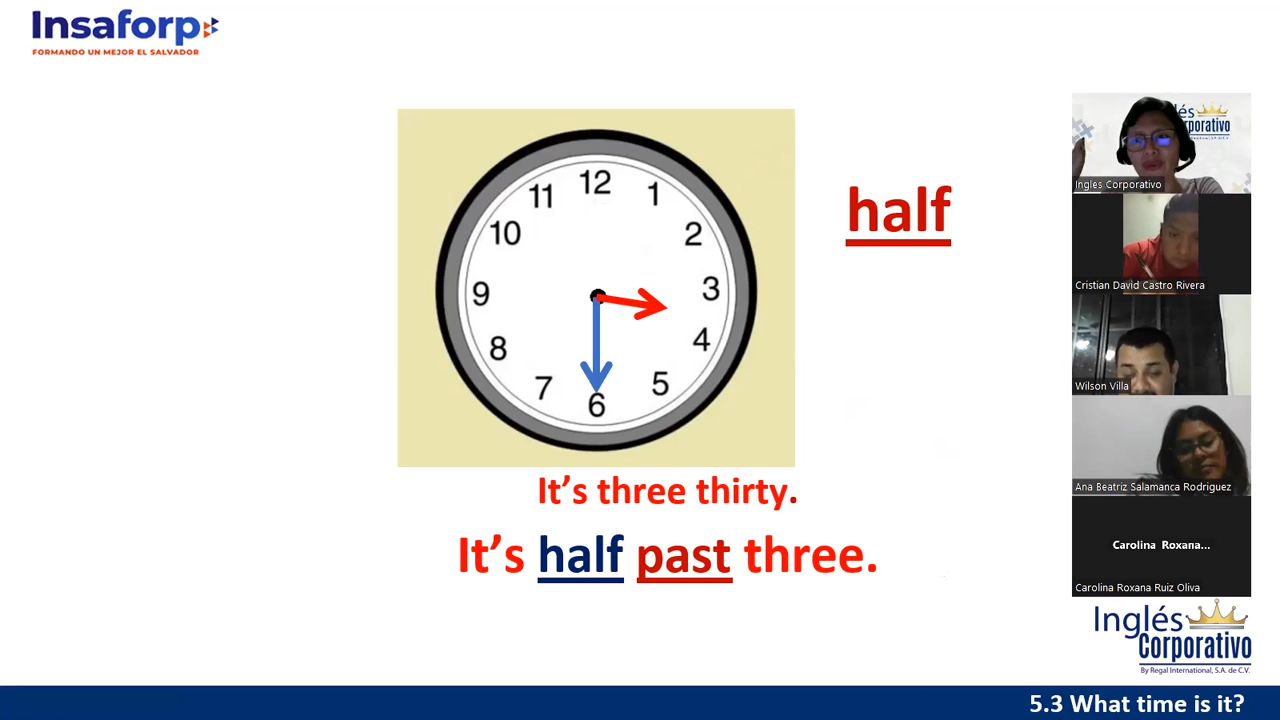 Insaforp
FORMANDO UN MEJOR EL SALVADOR
12
11
1
10
2
9
3
8
4
7
5
6
half
It's three thirty.
It's half past three.
Inglés Corporativo
Ingles Corporativo
Cristian David Castro Rivera
Wilson Villa
Ana Beatriz Salamanca Rodriguez
Carolina Roxana...
Carolina Roxana Ruiz Oliva
Inglés
Corporativo
By Regal International, S.A. de C.V.
5.3 What time is it?